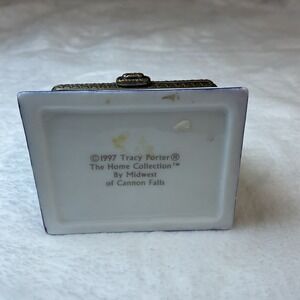 ©1997 Tracy Porter®
The Home Collection™
By Midwest
of Cannon Falls